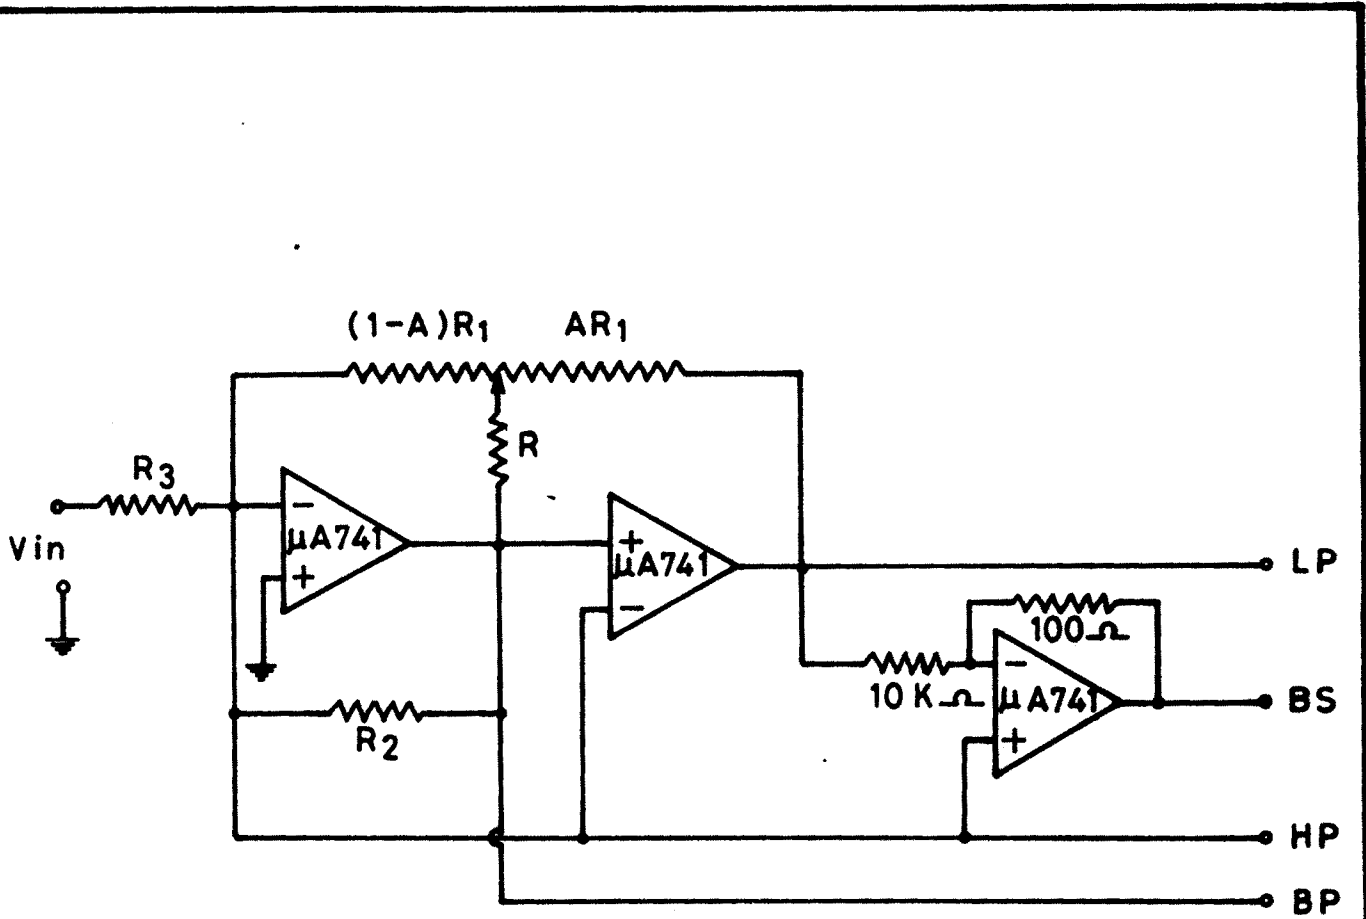 (1-A)R1 AR1
R
R3
Vin
-
+
μA741
+
-
μA741
LP
100Ω
10 KΩ
-
+
μA741
BS
R2
HP
BP